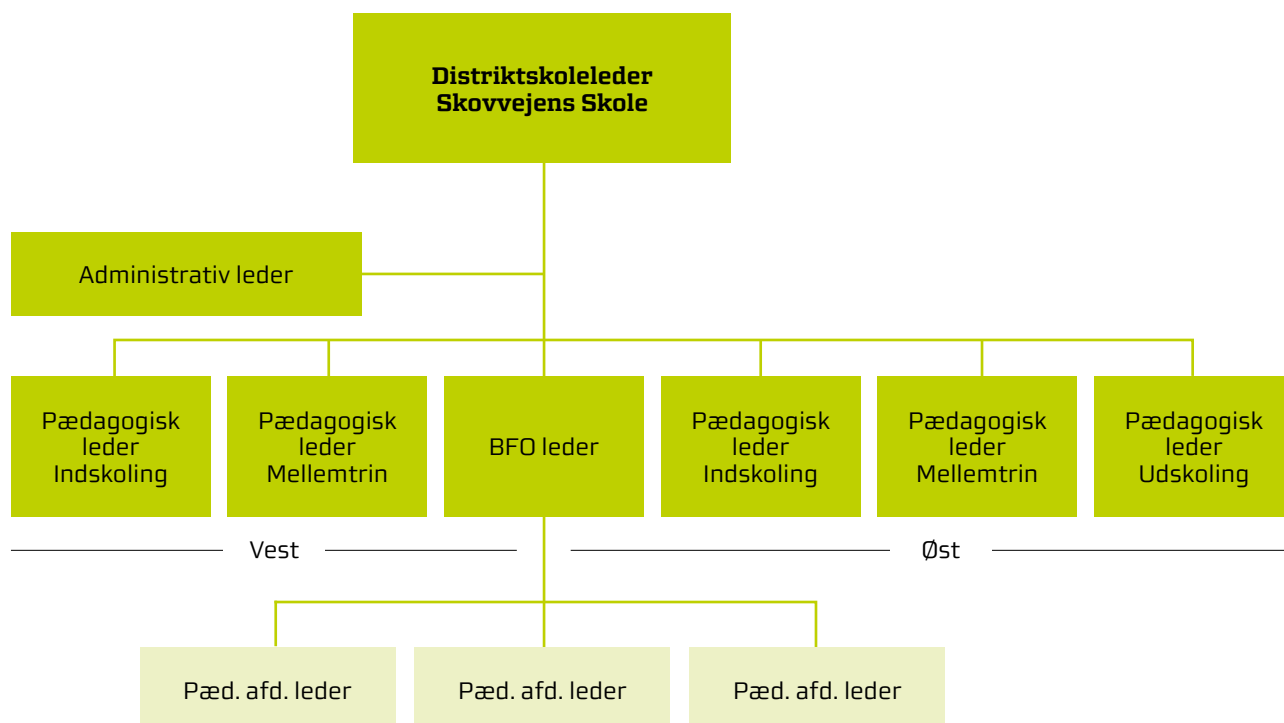 Distriktskoleleder
Skovvejens Skole
Administrativ leder
Pædagogisk
leder
Indskoling
Pædagogisk
leder
Mellemtrin
BFO leder
Pædagogisk
leder
Indskoling
Pædagogisk
leder
Mellemtrin
Pædagogisk
leder
Udskoling
Vest
Øst
Pæd. afd. leder
Pæd. afd. leder
Pæd. afd. leder